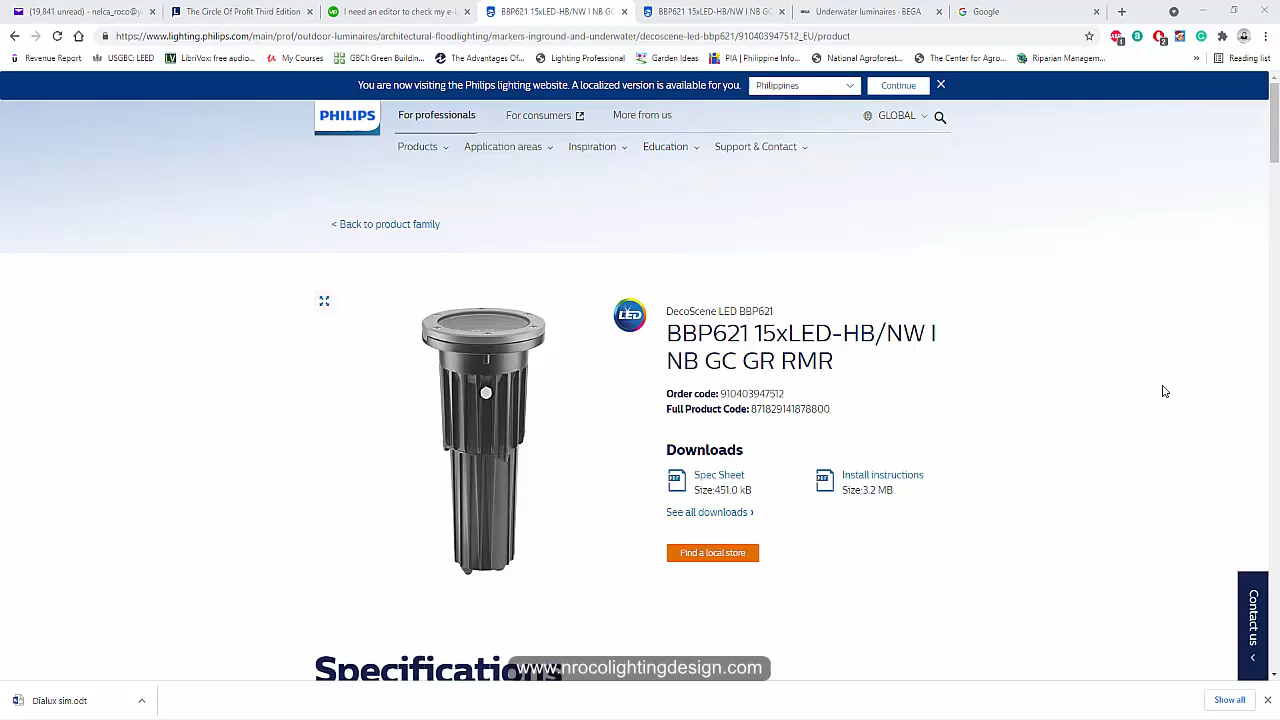 (19,841 unread) - nelca_roco@y
The Circle Of Profit Third Edition
I need an editor to check my e-b
BBP621 15xLED-HB/NW I NB GC
BBP621 15xLED-HB/NW I NB GC
Underwater luminaires - BEGA
Google
https://www.lighting.philips.com/main/prof/outdoor-luminaires/architectural-floodlighting/markers-inground-and-underwater/decoscene-led-bbp621/910403947512_EU/product
Revenue Report
USGBC: LEED
LibriVox: free audio...
My Courses
GBCI: Green Building...
The Advantages Of...
Lighting Professional
Garden Ideas
PIA | Philippine Info...
National Agroforest...
The Center for Agro...
Riparian Managem...
»
Reading list
You are now visiting the Philips lighting website. A localized version is available for you.
Philippines
Continue
PHILIPS
For professionals
For consumers
More from us
GLOBAL
Products
Application areas
Inspiration
Education
Support & Contact
< Back to product family
LED
DecoScene LED BBP621
BBP621 15xLED-HB/NW I
NB GC GR RMR
Order code: 910403947512
Full Product Code: 871829141878800
Downloads
Spec Sheet
Size:451.0 kB
Install instructions
Size:3.2 MB
See all downloads ›
Find a local store
Contact us
Specifications
www.nrocolightingdesign.com
Dialux sim.odt
Show all